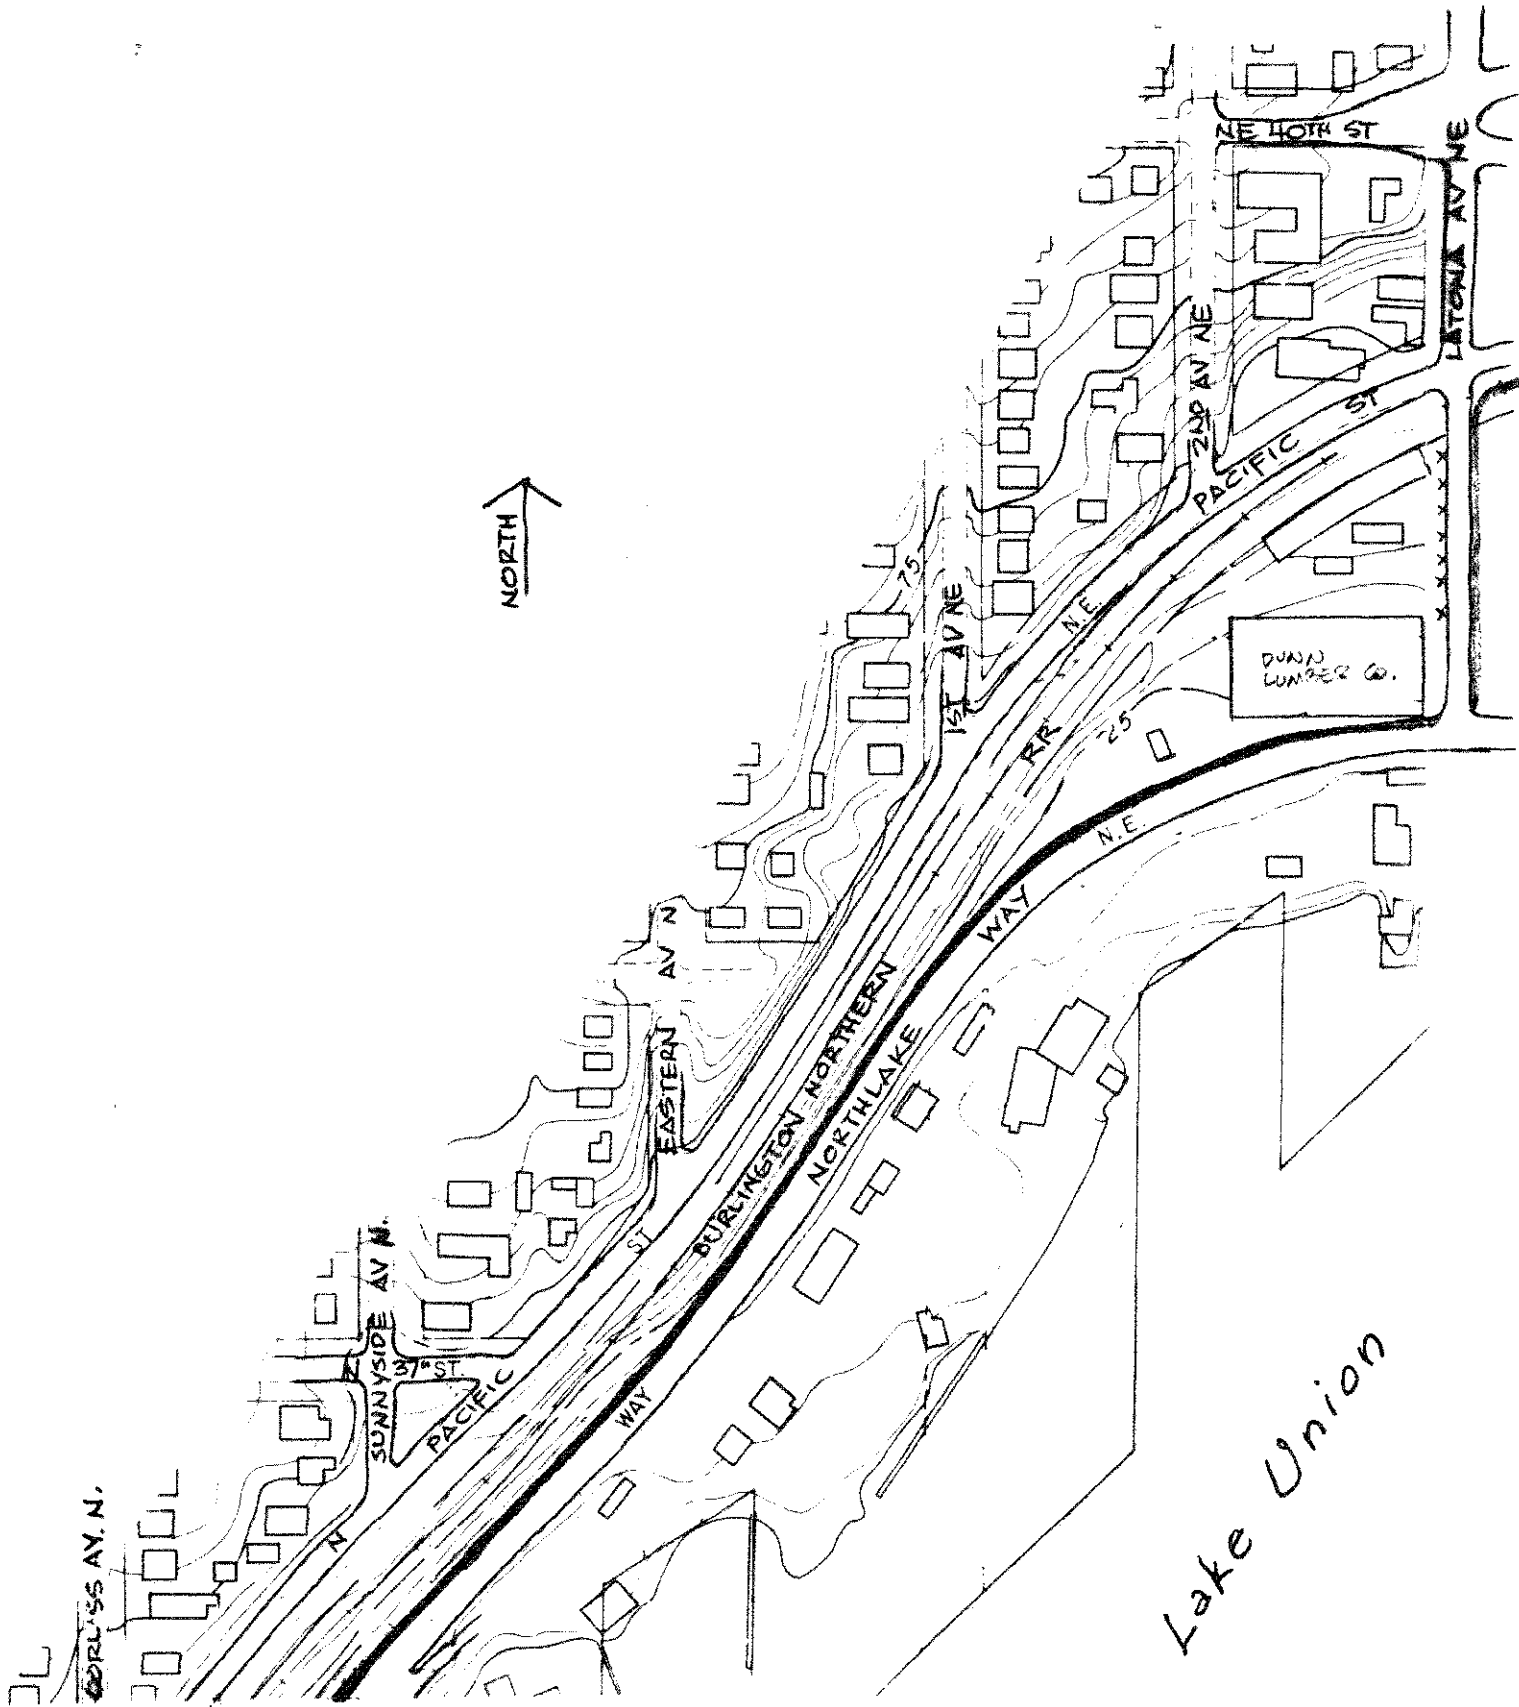 NE 40TH ST
LATONA AV NE
2ND AV NE
PACIFIC ST
NORTH
75
1ST AV NE
N.E.
DUNN
LUMBER CO.
RR
25
N.E.
WAY
EASTERN AV N
BURLINGTON NORTHERN
NORTHLAKE
ST
SUNNYSIDE AV N.
N 37th ST
PACIFIC
WAY
N
CORLISS AV. N.
Lake Union